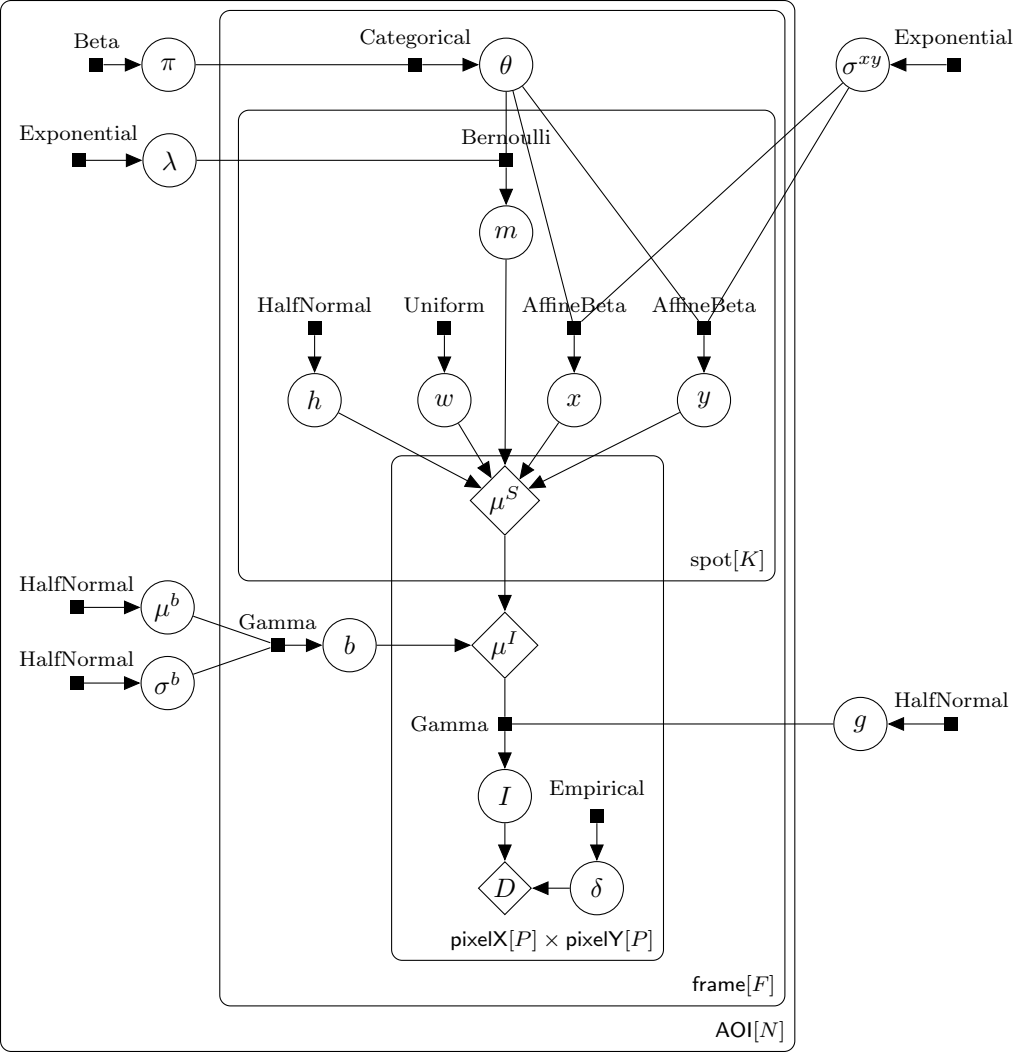 Beta
π
Categorical
θ
σ^{xy}
Exponential
Exponential
λ
Bernoulli
m
HalfNormal
Uniform
AffineBeta
AffineBeta
h
w
x
y
μ^S
spot[K]
HalfNormal
μ^b
Gamma
b
μ^I
HalfNormal
σ^b
Gamma
g
HalfNormal
I
Empirical
D
δ
pixelX[P] × pixelY[P]
frame[F]
AOI[N]